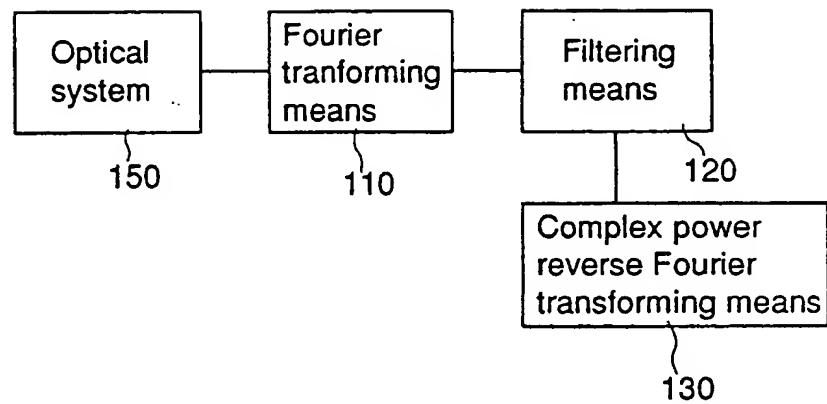 Optical
system
150
Fourier
tranforming
means
110
Filtering
means
120
Complex power
reverse Fourier
transforming means
130